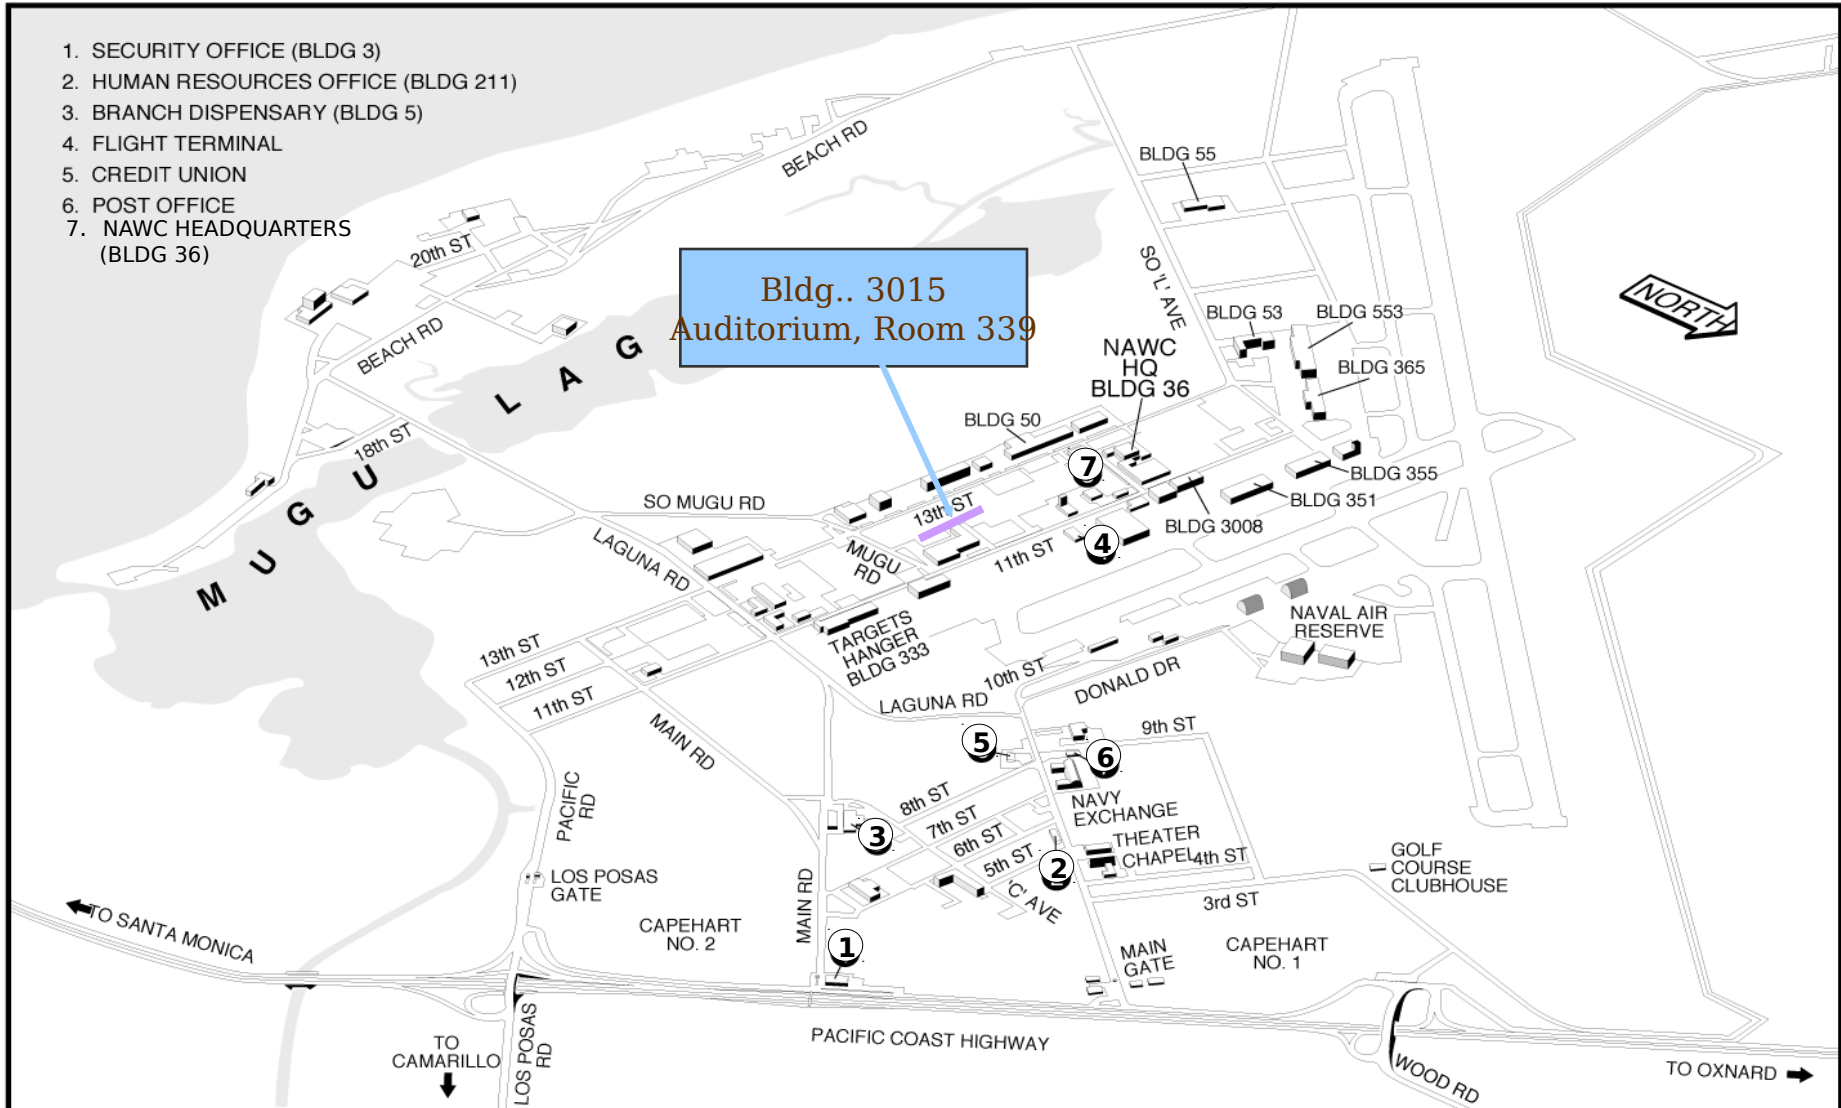 1. SECURITY OFFICE (BLDG 3)
2. HUMAN RESOURCES OFFICE (BLDG 211)
3. BRANCH DISPENSARY (BLDG 5)
4. FLIGHT TERMINAL
5. CREDIT UNION
6. POST OFFICE
7. NAWC HEADQUARTERS
(BLDG 36)
BEACH RD
BLDG 55
20th ST
SO 'L' AVE
Bldg.. 3015
Auditorium, Room 339
NORTH
BLDG 53
BLDG 553
BEACH RD
MUGU LAG
NAWC
HQ
BLDG 36
BLDG 365
BLDG 50
18th ST
7
BLDG 355
BLDG 351
SO MUGU RD
13th ST
BLDG 3008
LAGUNA RD
MUGU
RD
11th ST
4
NAVAL AIR
RESERVE
TARGETS
HANGER
BLDG 333
13th ST
12th ST
11th ST
10th ST
DONALD DR
LAGUNA RD
MAIN RD
5
9th ST
6
PACIFIC
RD
8th ST
NAVY
EXCHANGE
7th ST
3
6th ST
THEATER
5th ST
CHAPEL
4th ST
2
GOLF
COURSE
CLUBHOUSE
LOS POSAS
GATE
'C' AVE
3rd ST
MAIN RD
TO SANTA MONICA
CAPEHART
NO. 2
1
MAIN
GATE
CAPEHART
NO. 1
PACIFIC COAST HIGHWAY
TO
CAMARILLO
LOS POSAS
RD
WOOD RD
TO OXNARD